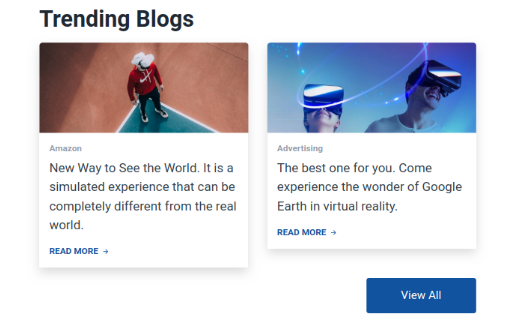 Trending Blogs
Amazon
New Way to See the World. It is a
simulated experience that can be
completely different from the real
world.
READ MORE →
Advertising
The best one for you. Come
experience the wonder of Google
Earth in virtual reality.
READ MORE →
View All